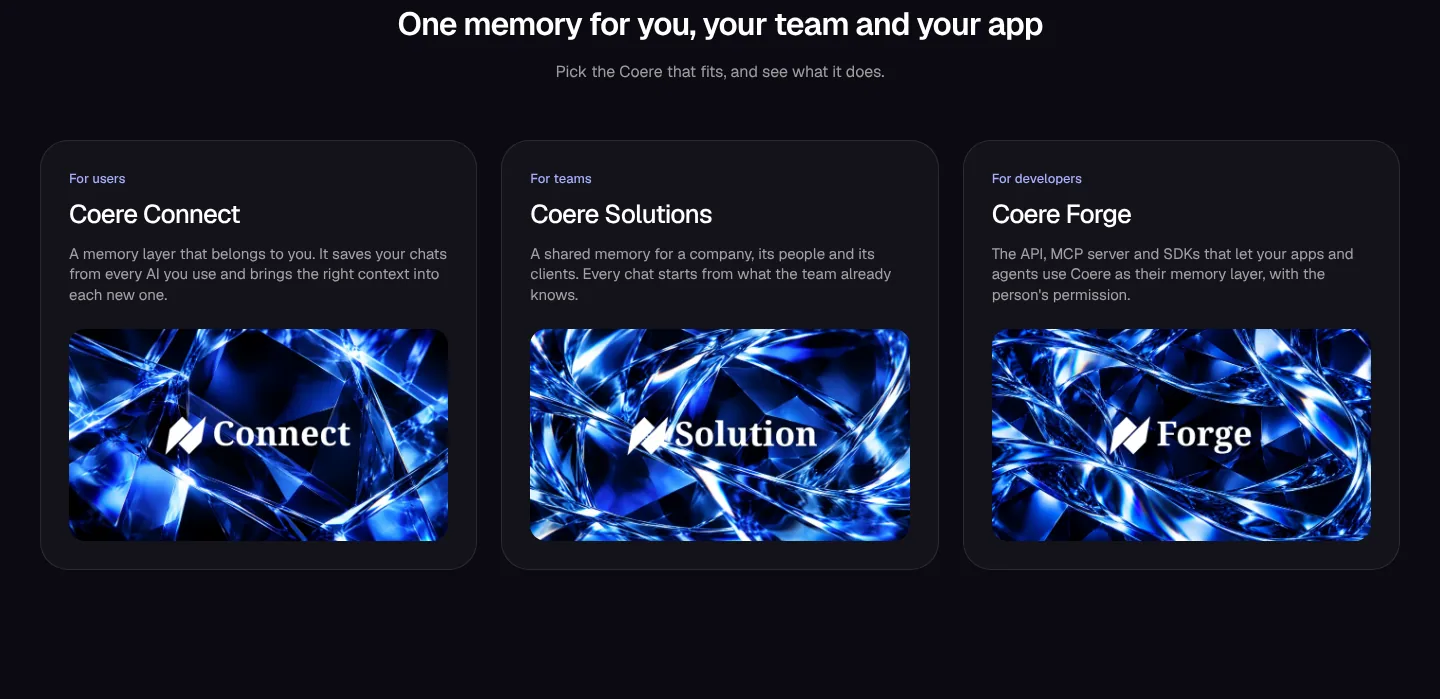 One memory for you, your team and your app
Pick the Coere that fits, and see what it does.
For users
Coere Connect
A memory layer that belongs to you. It saves your chats
from every AI you use and brings the right context into
each new one.
Connect
For teams
Coere Solutions
A shared memory for a company, its people and its
clients. Every chat starts from what the team already
knows.
Solution
For developers
Coere Forge
The API, MCP server and SDKs that let your apps and
agents use Coere as their memory layer, with the
person's permission.
Forge